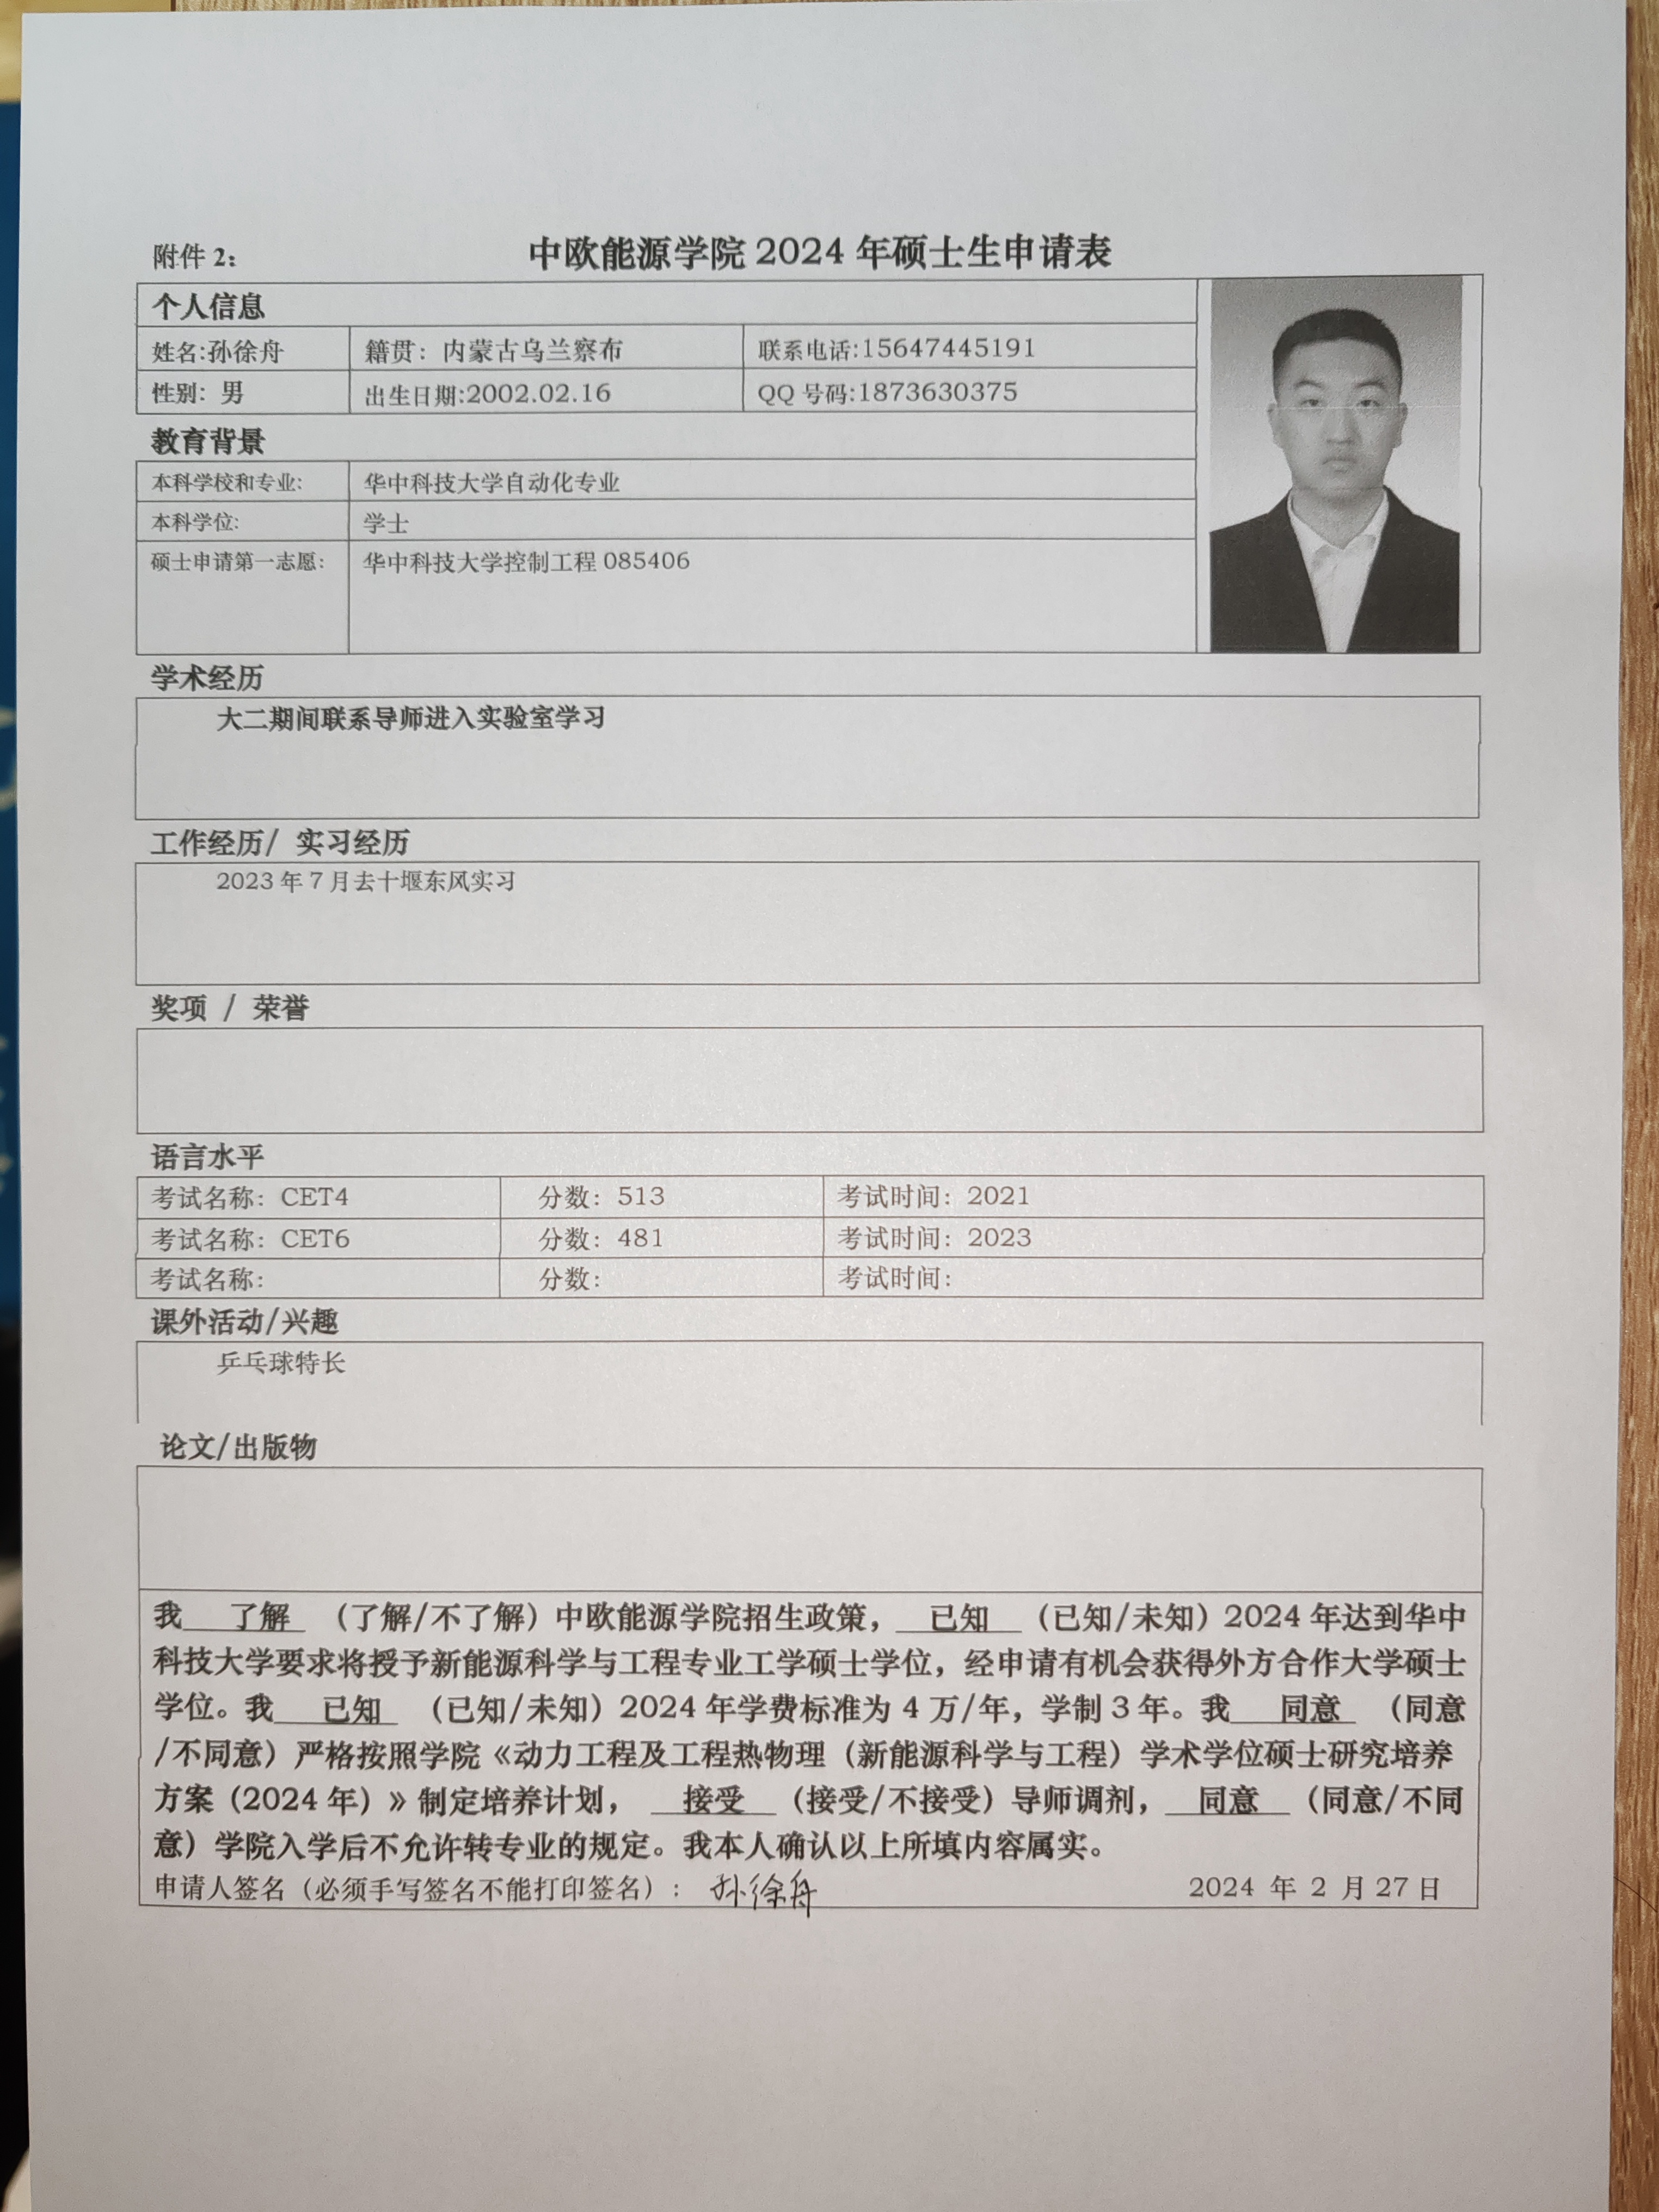 附件 2：
中欧能源学院 2024 年硕士生申请表
个人信息
姓名:孙徐舟 籍贯：内蒙古乌兰察布 联系电话:15647445191
性别：男 出生日期:2002.02.16 QQ 号码:1873630375
教育背景
本科学校和专业: 华中科技大学自动化专业
本科学位: 学士
硕士申请第一志愿: 华中科技大学控制工程 085406
学术经历
大二期间联系导师进入实验室学习
工作经历/ 实习经历
2023 年 7 月去十堰东风实习
奖项 / 荣誉
语言水平
考试名称：CET4 分数：513 考试时间：2021
考试名称：CET6 分数：481 考试时间：2023
考试名称： 分数： 考试时间：
课外活动/兴趣
乒乓球特长
论文/出版物
我 了解 （了解/不了解）中欧能源学院招生政策， 已知 （已知/未知）2024 年达到华中
科技大学要求将授予新能源科学与工程专业工学硕士学位，经申请有机会获得外方合作大学硕士
学位。我 已知 （已知/未知）2024 年学费标准为 4 万/年，学制 3 年。我 同意 （同意
/不同意）严格按照学院《动力工程及工程热物理（新能源科学与工程）学术学位硕士研究培养
方案（2024 年）》制定培养计划， 接受 （接受/不接受）导师调剂， 同意 （同意/不同
意）学院入学后不允许转专业的规定。我本人确认以上所填内容属实。
申请人签名（必须手写签名不能打印签名）：孙徐舟 2024 年 2 月 27 日